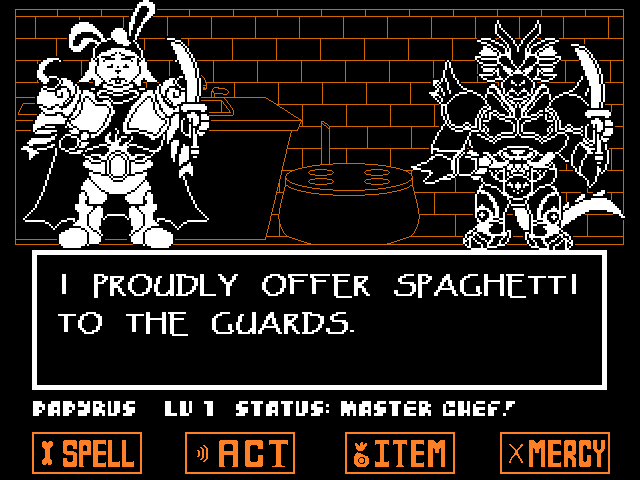 I PROUDLY OFFER SPAGHETTI
TO THE GUARDS.
PAPYRUS LV 1 STATUS: MASTER CHEF!
SPELL ACT ITEM MERCY